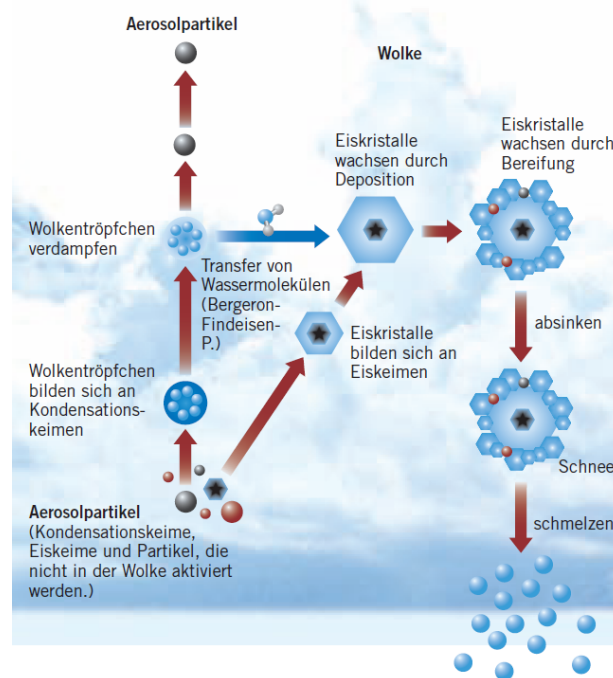 Aerosolpartikel
Wolke
Eiskristalle
wachsen durch
Deposition
Eiskristalle
wachsen durch
Bereifung
Wolkentröpfchen
verdampfen
Transfer von
Wassermolekülen
(Bergeron-
Findeisen-
P.)
Eiskristalle
bilden sich an
Eiskeimen
absinken
Wolkentröpfchen
bilden sich an
Kondensations-
keimen
Schnee
Aerosolpartikel
(Kondensationskeime,
Eiskeime und Partikel, die
nicht in der Wolke aktiviert
werden.)
schmelzen